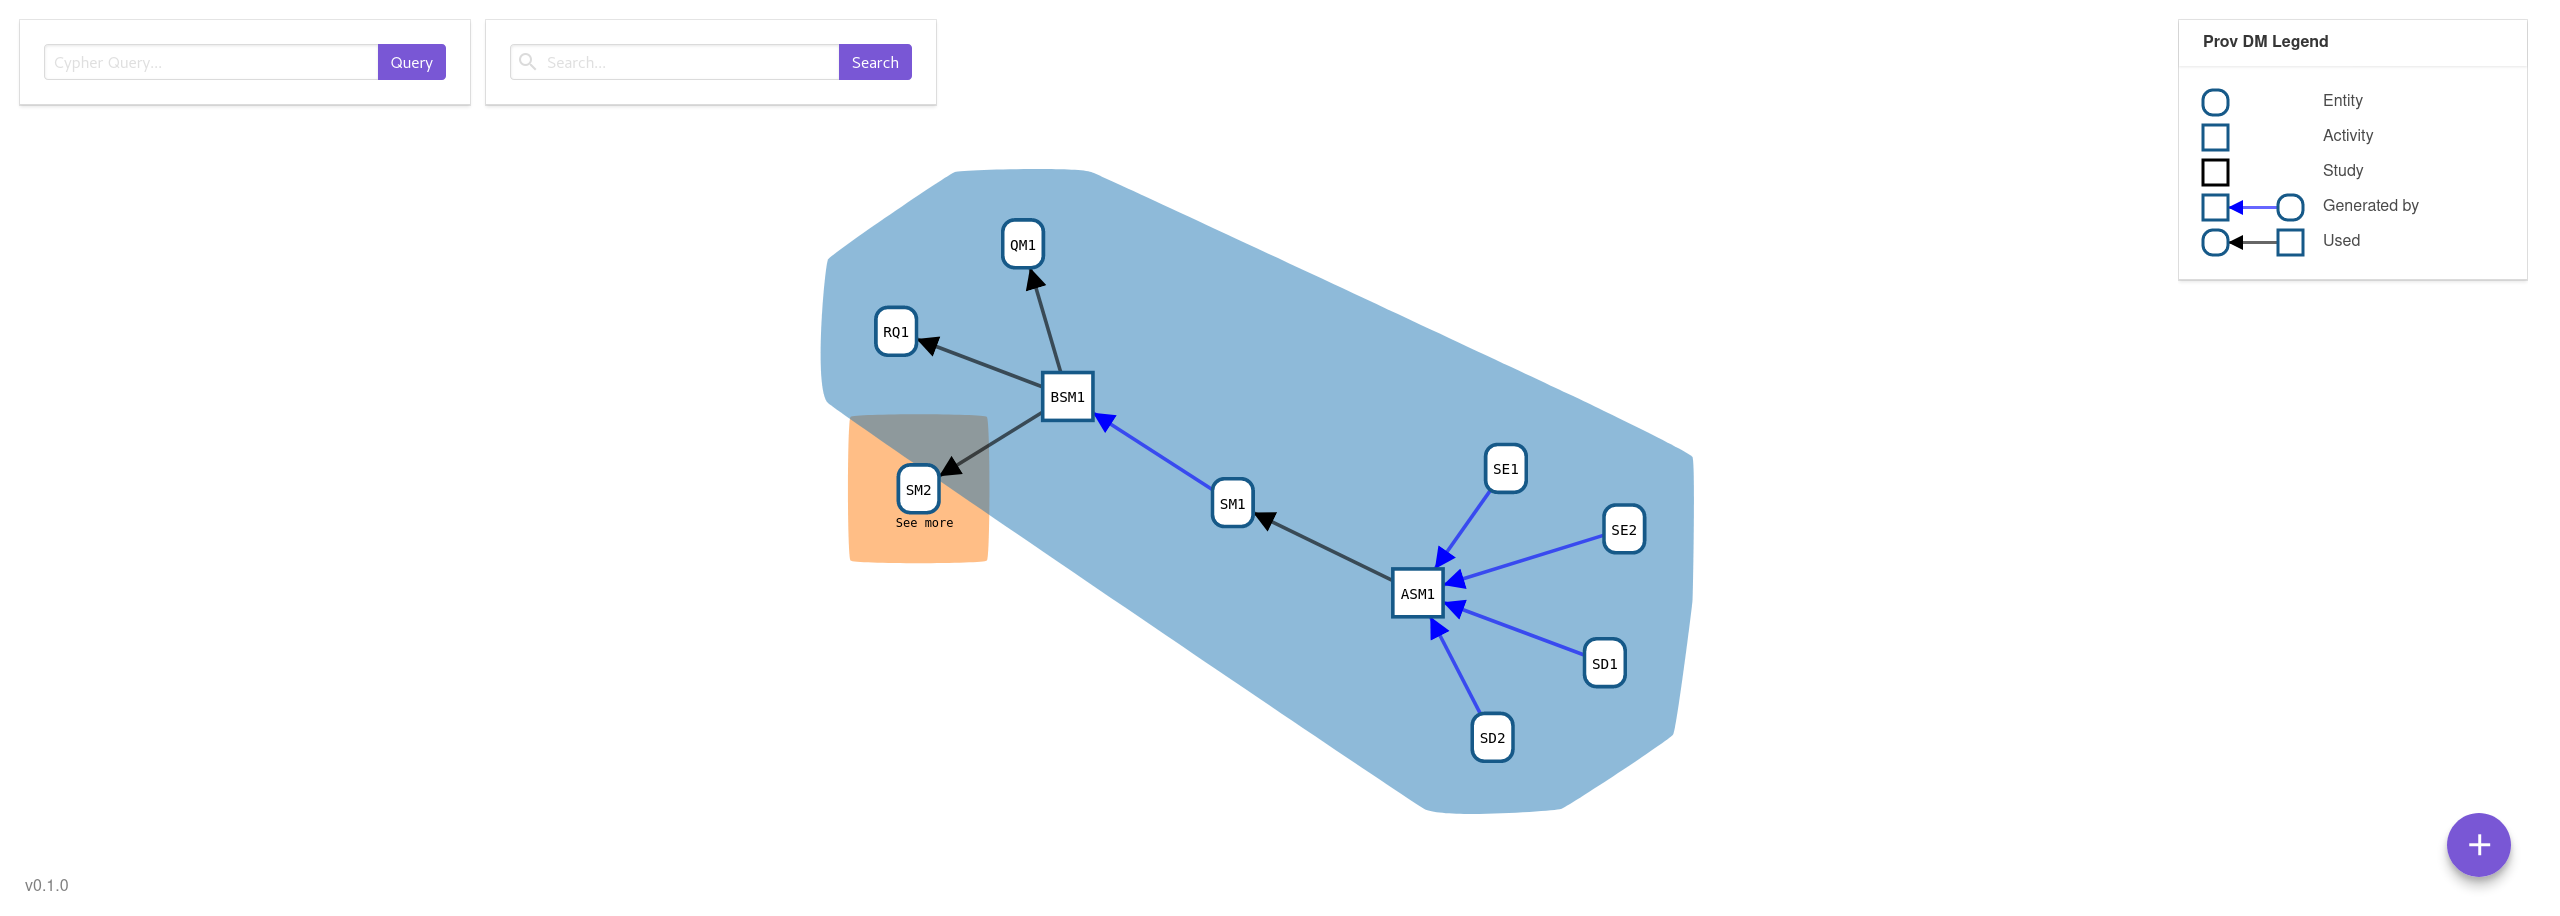 Cypher Query...
Query
Search...
Search
Prov DM Legend
Entity
Activity
Study
Generated by
Used
QM1
RQ1
BSM1
SM2
See more
SM1
SE1
SE2
ASM1
SD1
SD2
v0.1.0